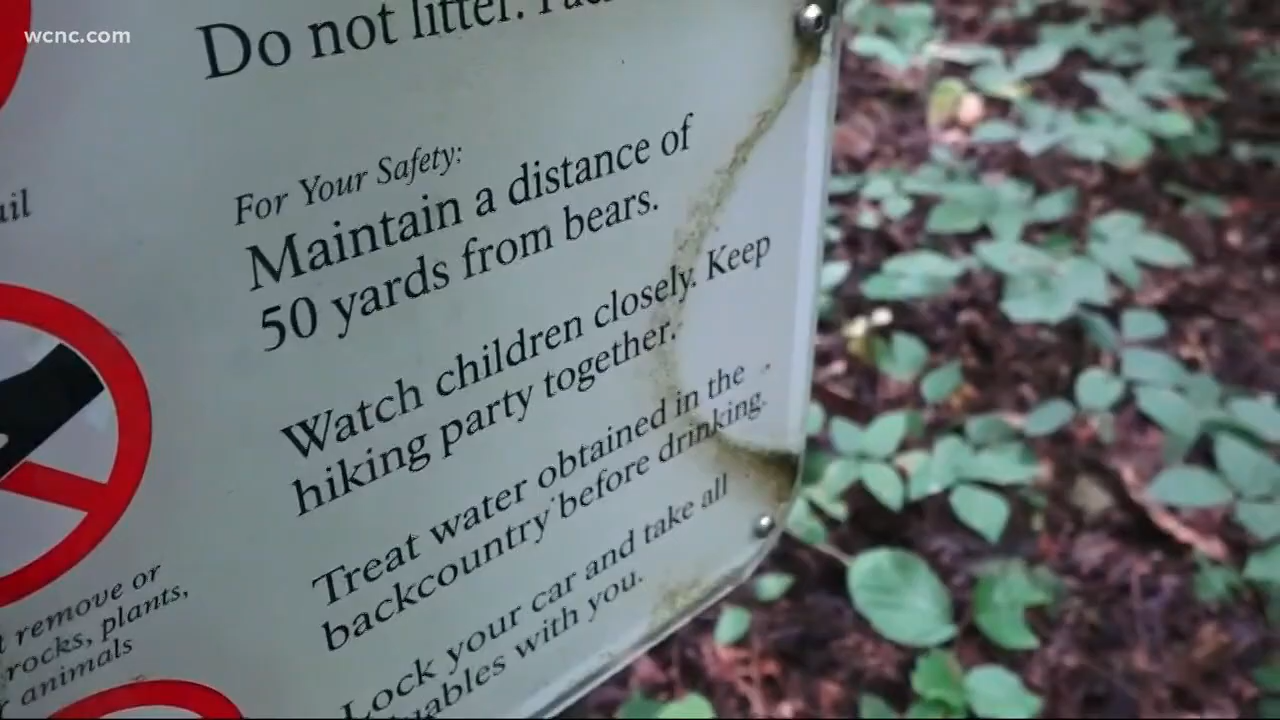 wcnc.com
Do not litter.
For Your Safety:
Maintain a distance of
50 yards from bears.
Watch children closely. Keep
hiking party together.
Treat water obtained in the
backcountry before drinking.
Lock your car and take all
with you.
remove or
rocks, plants,
animals